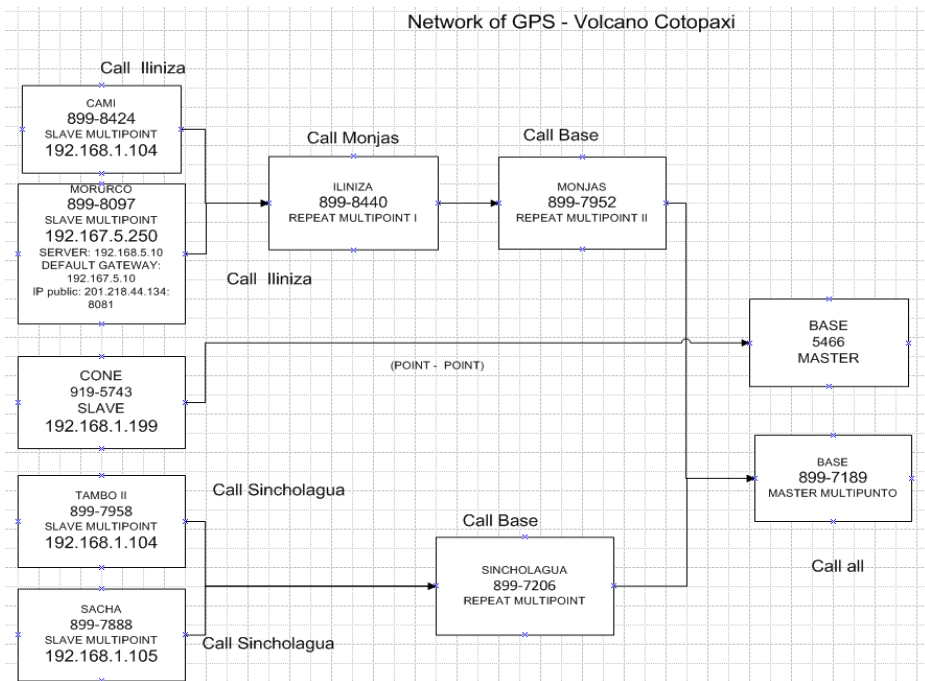 Network of GPS - Volcano Cotopaxi
Call Iliniza
CAMI
899-8424
SLAVE MULTIPOINT
192.168.1.104
MORURCO
899-8097
SLAVE MULTIPOINT
192.167.5.250
SERVER: 192.168.5.10
DEFAULT GATEWAY:
192.167.5.10
IP public: 201.218.44.134:
8081
Call Iliniza
Call Monjas
ILINIZA
899-8440
REPEAT MULTIPOINT I
Call Base
MONJAS
899-7952
REPEAT MULTIPOINT II
CONE
919-5743
SLAVE
192.168.1.199
(POINT - POINT)
BASE
5466
MASTER
TAMBO II
899-7958
SLAVE MULTIPOINT
192.168.1.104
Call Sincholagua
SACHA
899-7888
SLAVE MULTIPOINT
192.168.1.105
Call Sincholagua
Call Base
SINCHOLAGUA
899-7206
REPEAT MULTIPOINT
BASE
899-7189
MASTER MULTIPUNTO
Call all